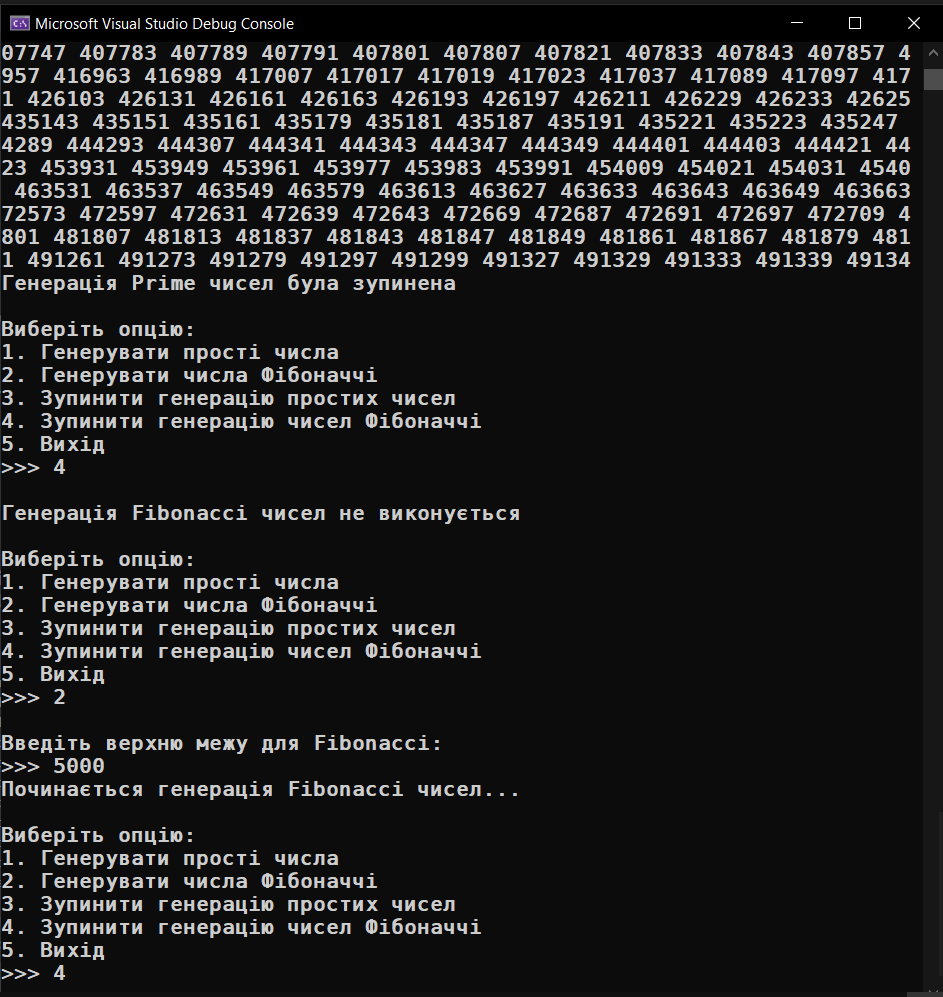 Microsoft Visual Studio Debug Console
07747 407783 407789 407791 407801 407807 407821 407833 407843 407857 4
957 416963 416989 417007 417017 417019 417023 417037 417089 417097 417
1 426103 426131 426161 426163 426193 426197 426211 426229 426233 42625
435143 435151 435161 435179 435181 435187 435191 435221 435223 435247
4289 444293 444307 444341 444343 444347 444349 444401 444403 444421 44
23 453931 453949 453961 453977 453983 453991 454009 454021 454031 4540
463531 463537 463549 463579 463613 463627 463633 463643 463649 463663
72573 472597 472631 472639 472643 472669 472687 472691 472697 472709 4
801 481807 481813 481837 481843 481847 481849 481861 481867 481879 481
1 491261 491273 491279 491297 491299 491327 491329 491333 491339 49134
Генерація Prime чисел була зупинена
Виберіть опцію:
1. Генерувати прості числа
2. Генерувати числа Фібоначчі
3. Зупинити генерацію простих чисел
4. Зупинити генерацію чисел Фібоначчі
5. Вихід
>>> 4
Генерація Fibonacci чисел не виконується
Виберіть опцію:
1. Генерувати прості числа
2. Генерувати числа Фібоначчі
3. Зупинити генерацію простих чисел
4. Зупинити генерацію чисел Фібоначчі
5. Вихід
>>> 2
Введіть верхню межу для Fibonacci:
>>> 5000
Починається генерація Fibonacci чисел...
Виберіть опцію:
1. Генерувати прості числа
2. Генерувати числа Фібоначчі
3. Зупинити генерацію простих чисел
4. Зупинити генерацію чисел Фібоначчі
5. Вихід
>>> 4